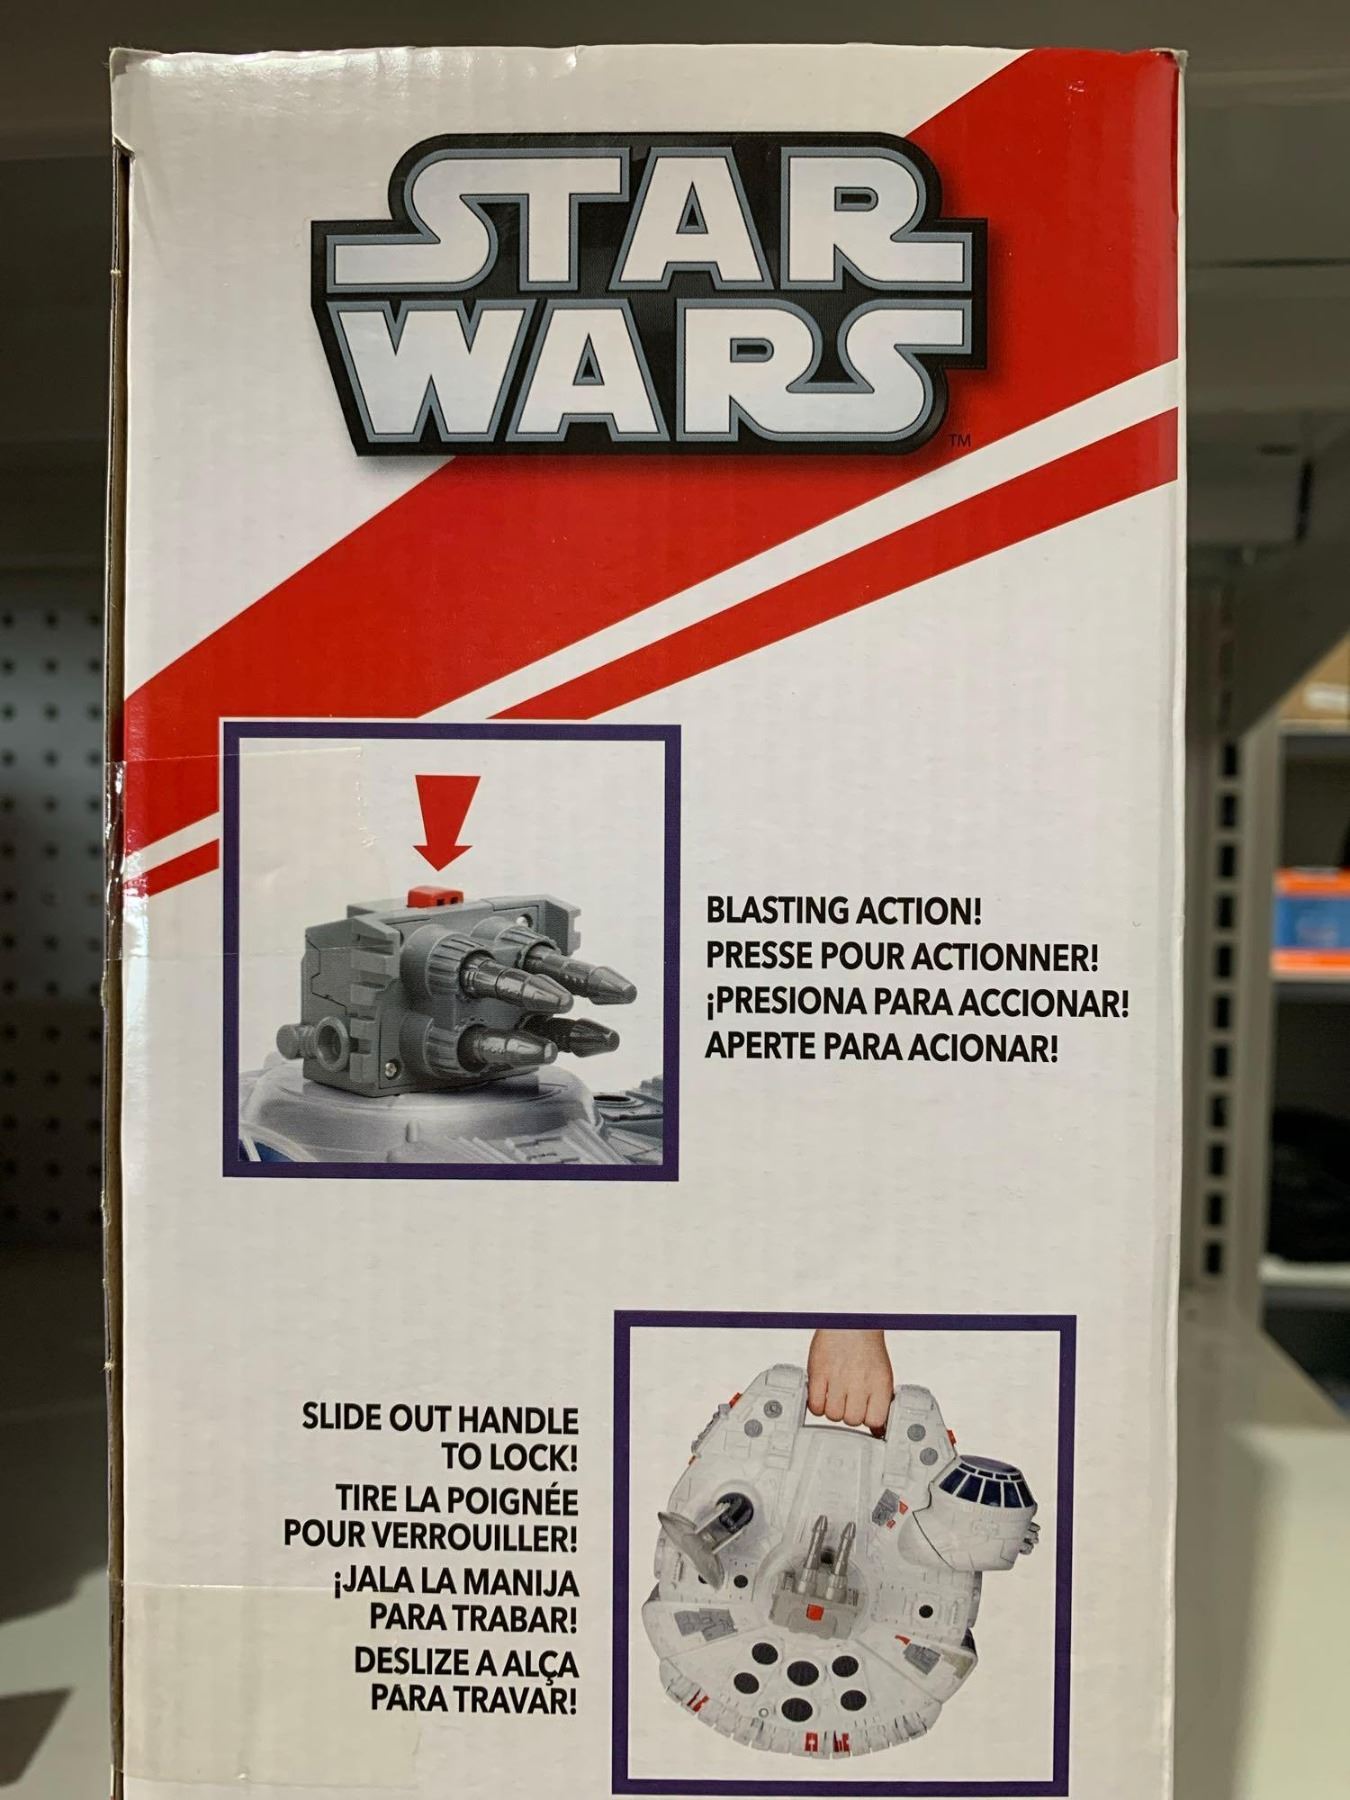 STAR
WARS
TM
BLASTING ACTION!
PRESSE POUR ACTIONNER!
¡PRESIONA PARA ACCIONAR!
APERTE PARA ACIONAR!
SLIDE OUT HANDLE
TO LOCK!
TIRE LA POIGNÉE
POUR VERROUILLER!
¡JALA LA MANIJA
PARA TRABAR!
DESLIZE A ALÇA
PARA TRAVAR!